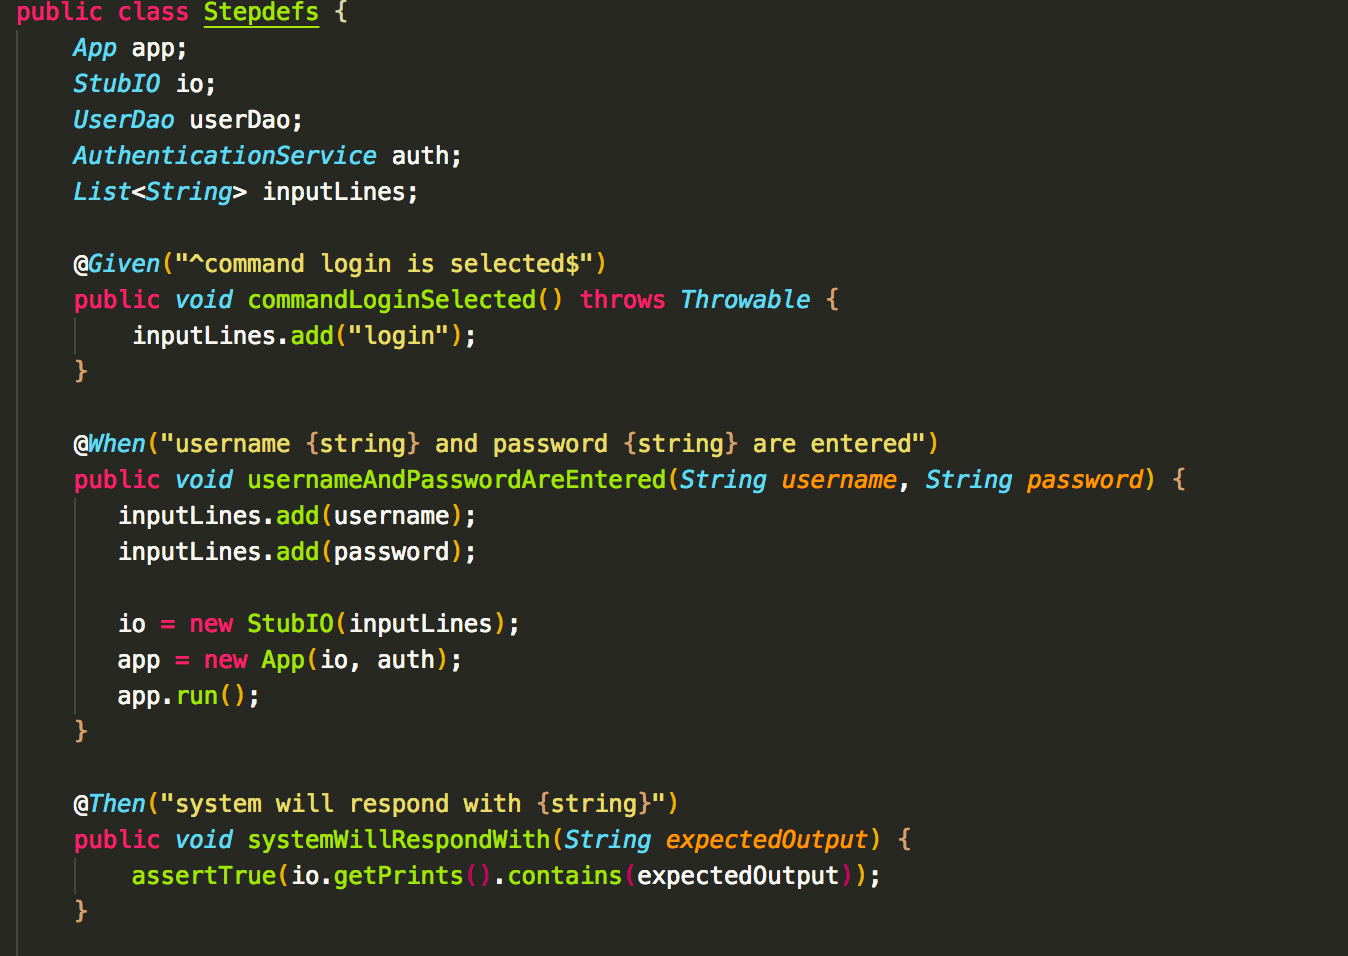 public class Stepdefs {
    App app;
    StubIO io;
    UserDao userDao;
    AuthenticationService auth;
    List<String> inputLines;

    @Given("^command login is selected$")
    public void commandLoginSelected() throws Throwable {
        inputLines.add("login");
    }

    @When("username {string} and password {string} are entered")
    public void usernameAndPasswordAreEntered(String username, String password) {
       inputLines.add(username);
       inputLines.add(password);

       io = new StubIO(inputLines);
       app = new App(io, auth);
       app.run();
    }

    @Then("system will respond with {string}")
    public void systemWillRespondWith(String expectedOutput) {
        assertTrue(io.getPrints().contains(expectedOutput));
    }